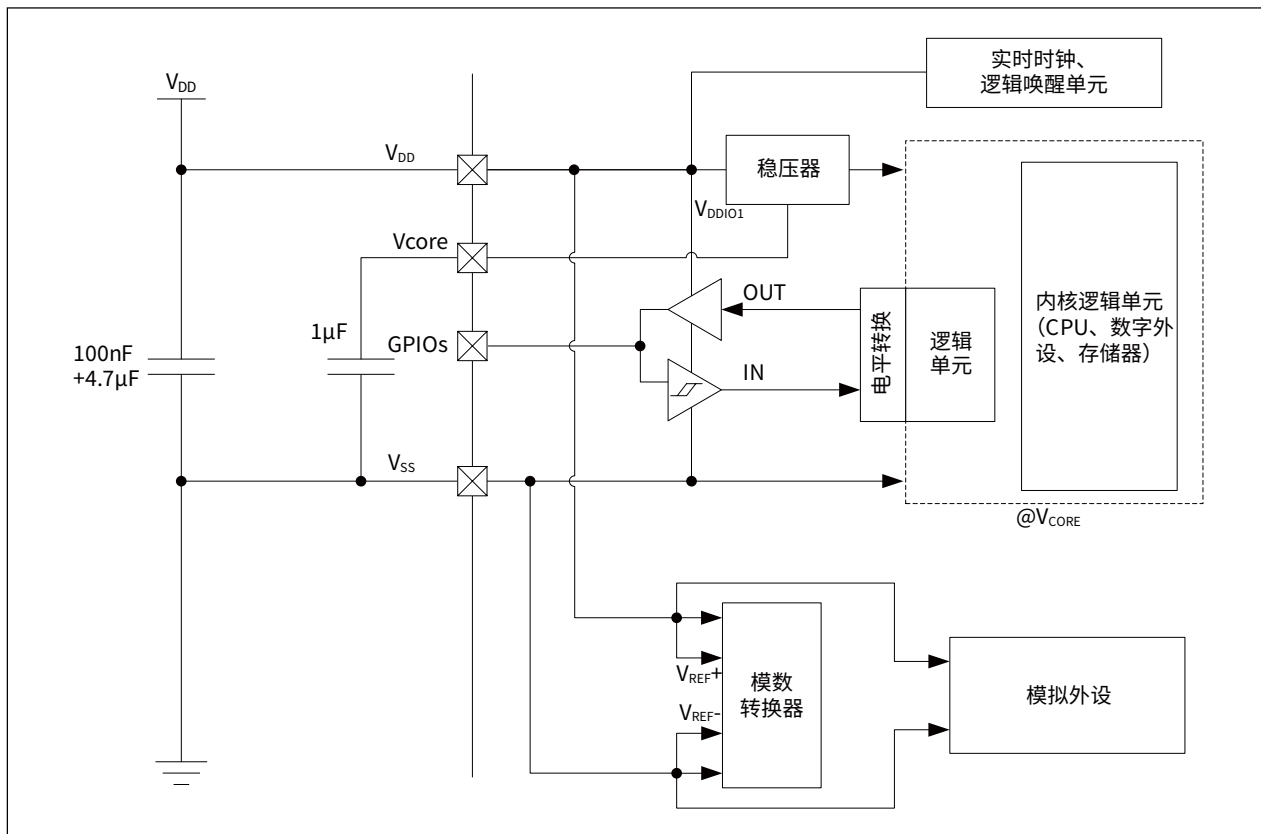 实时时钟、
逻辑唤醒单元
VDD
VDD
稳压器
VDDIO1
Vcore
OUT
内核逻辑单元
（CPU、数字外
设、存储器）
1μF
GPIOs
电平转换
逻辑
单元
100nF
+4.7μF
IN
VSS
@VCORE
VREF+
模数
转换器
VREF-
模拟外设